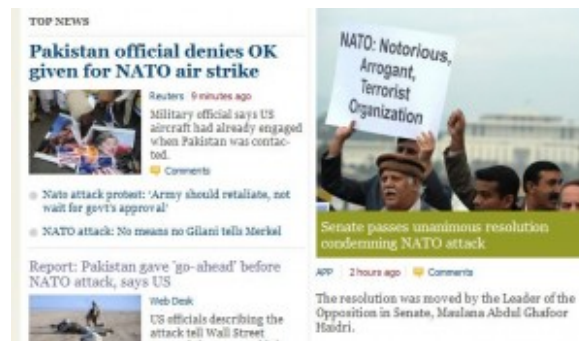 TOP NEWS
Pakistan official denies OK
given for NATO air strike
Reuters 9 minutes ago
Military official says US
aircraft had already engaged
when Pakistan was contac-
ted.
Comments
Nato attack protest: 'Army should retaliate, not
wait for govt's approval'
NATO attack: No means no Gilani tells Merkel
Report: Pakistan gave 'go-ahead' before
NATO attack, says US
Web Desk
US officials describing the
attack tell Wall Street
NATO: Notorious,
Arrogant,
Terrorist
Organization
Senate passes unanimous resolution
condemning NATO attack
APP 2 hours ago Comments
The resolution was moved by the Leader of the
Opposition in Senate, Maulana Abdul Ghafoor
Haidri.